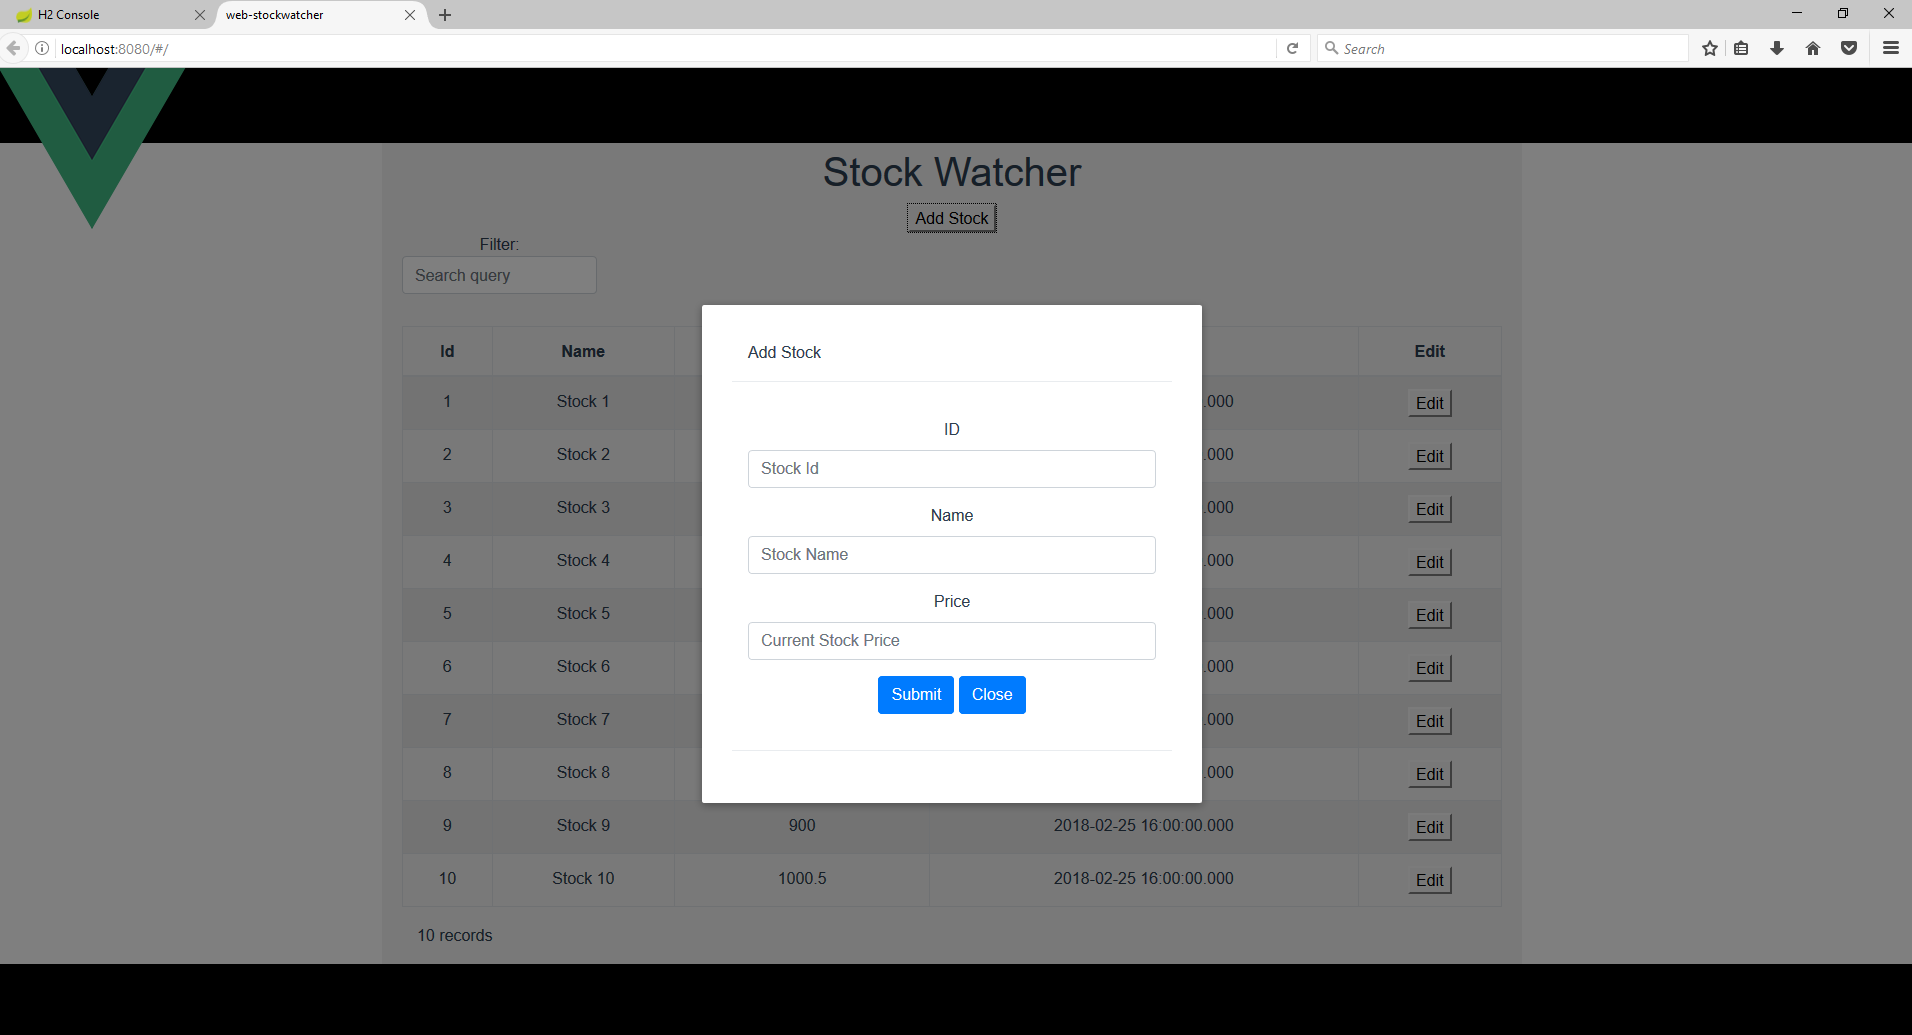 H2 Console
web-stockwatcher
localhost:8080/#/
Search
Stock Watcher
Add Stock
Filter:
Search query
Id Name Edit
1 Stock 1 .000 Edit
2 Stock 2 .000 Edit
3 Stock 3 .000 Edit
4 Stock 4 .000 Edit
5 Stock 5 .000 Edit
6 Stock 6 .000 Edit
7 Stock 7 .000 Edit
8 Stock 8 .000 Edit
9 Stock 9 900 2018-02-25 16:00:00.000 Edit
10 Stock 10 1000.5 2018-02-25 16:00:00.000 Edit
10 records
Add Stock
ID
Stock Id
Name
Stock Name
Price
Current Stock Price
Submit Close